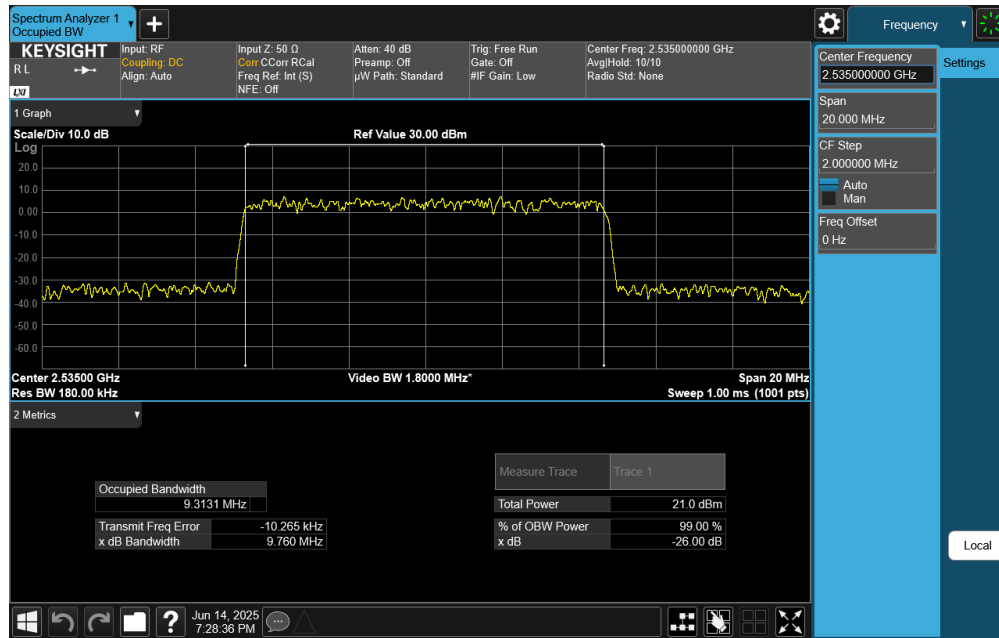 Spectrum Analyzer 1
Occupied BW
Frequency
KEYSIGHT
R L
LXI
Input: RF
Coupling: DC
Align: Auto
Input Z: 50 Ω
Corr CCorr RCal
Freq Ref: Int (S)
NFE: Off
Atten: 40 dB
Preamp: Off
µW Path: Standard
Trig: Free Run
Gate: Off
#IF Gain: Low
Center Freq: 2.535000000 GHz
Avg|Hold: 10/10
Radio Std: None
Center Frequency
2.535000000 GHz
Settings
Span
20.000 MHz
CF Step
2.000000 MHz
Auto
Man
Freq Offset
0 Hz
1 Graph
Scale/Div 10.0 dB
Ref Value 30.00 dBm
Log
20.0
10.0
0.00
-10.0
-20.0
-30.0
-40.0
-50.0
-60.0
Center 2.53500 GHz
Video BW 1.8000 MHz*
Span 20 MHz
Res BW 180.00 kHz
Sweep 1.00 ms (1001 pts)
2 Metrics
Measure Trace Trace 1
Occupied Bandwidth
9.3131 MHz
Total Power 21.0 dBm
Transmit Freq Error -10.265 kHz
% of OBW Power 99.00 %
x dB Bandwidth 9.760 MHz
x dB -26.00 dB
Local
Jun 14, 2025
7:28:36 PM